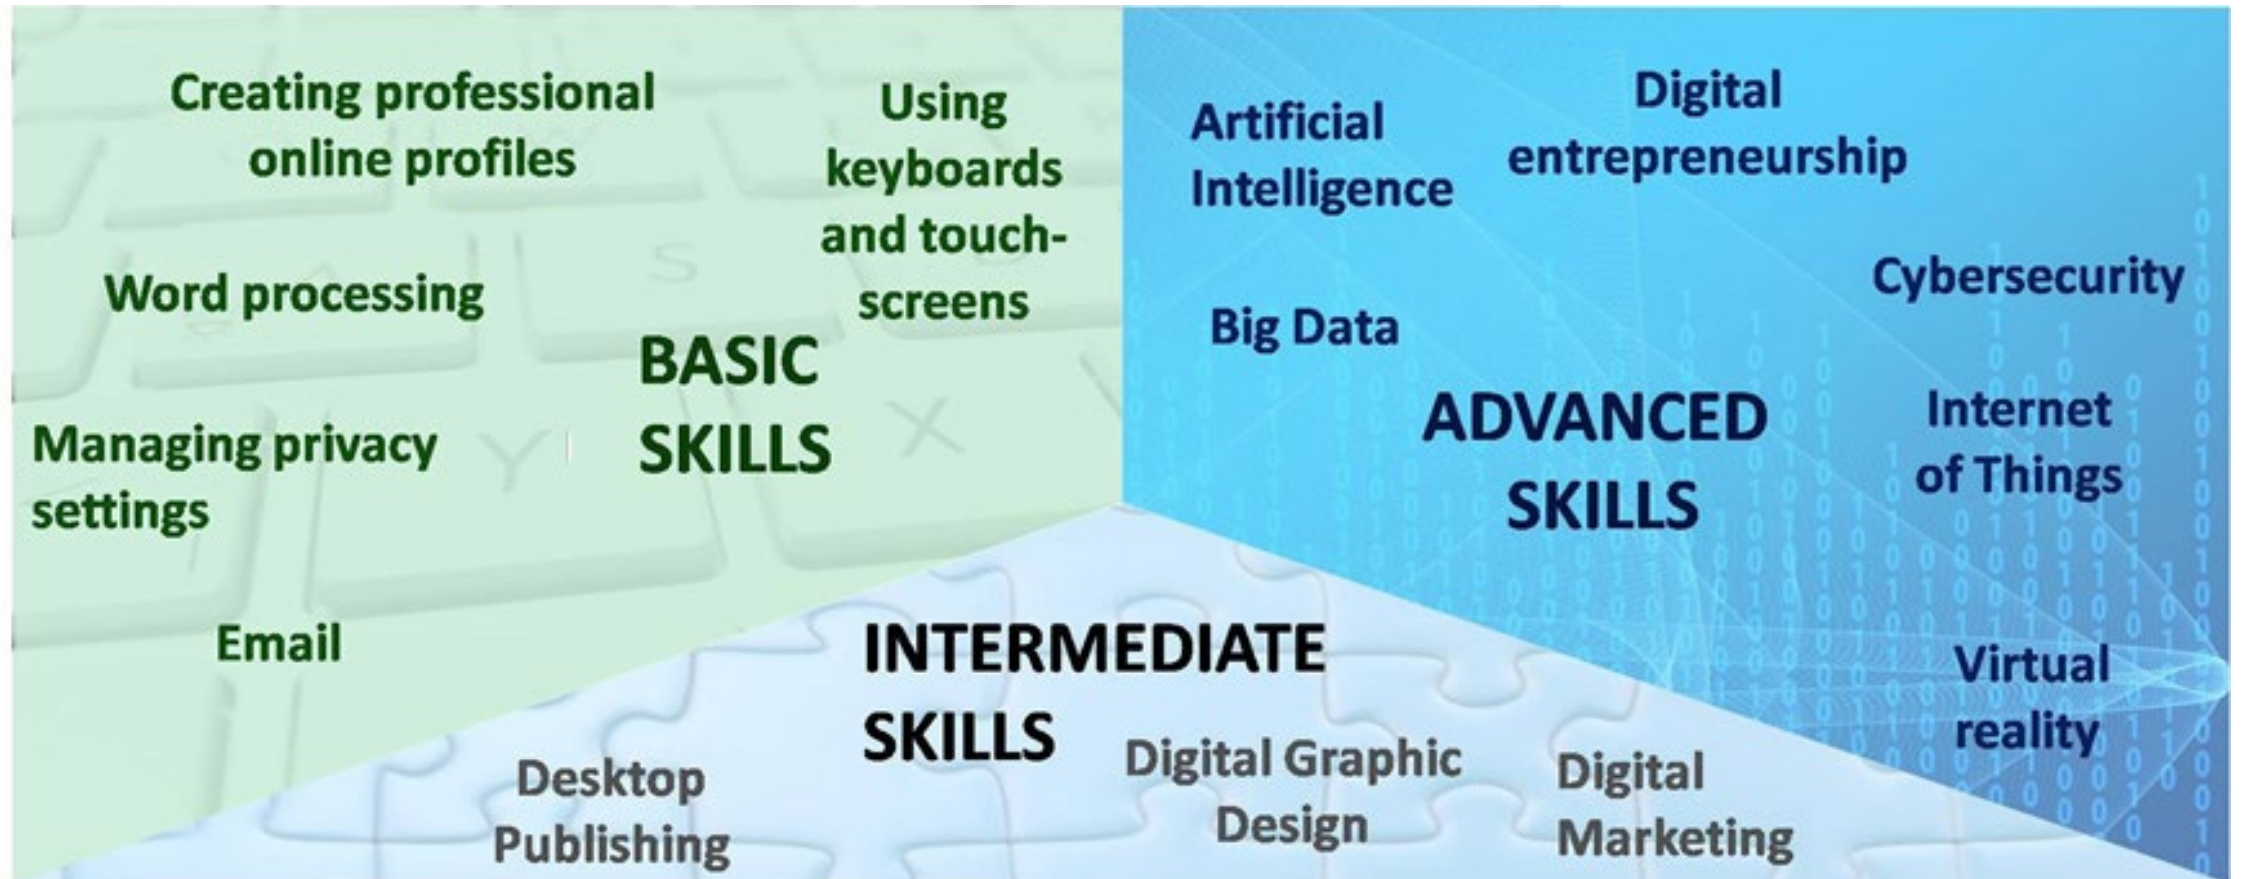 Creating professional
online profiles
Using
keyboards
and touch-
screens
Word processing
BASIC
SKILLS
Managing privacy
settings
Email
Artificial
Intelligence
Digital
entrepreneurship
Cybersecurity
Big Data
ADVANCED
SKILLS
Internet
of Things
Virtual
reality
INTERMEDIATE
SKILLS
Desktop
Publishing
Digital Graphic
Design
Digital
Marketing